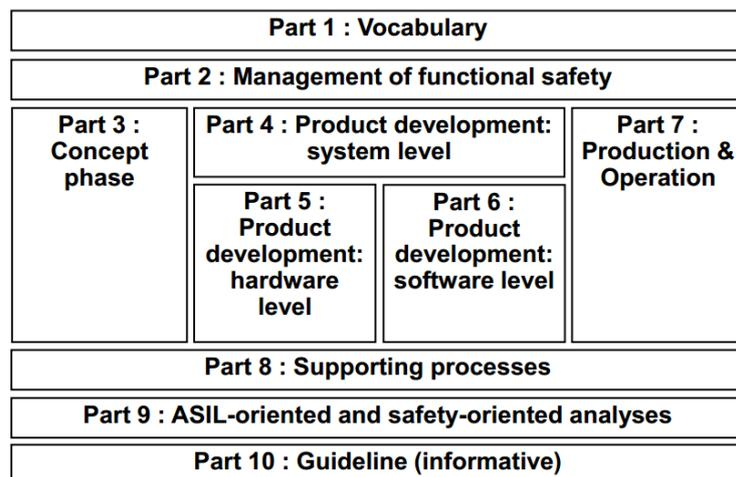 Part 1 : Vocabulary
Part 2 : Management of functional safety
Part 3 :
Concept
phase
Part 4 : Product development:
system level
Part 5 :
Product
development:
hardware
level
Part 6 :
Product
development:
software level
Part 7 :
Production &
Operation
Part 8 : Supporting processes
Part 9 : ASIL-oriented and safety-oriented analyses
Part 10 : Guideline (informative)